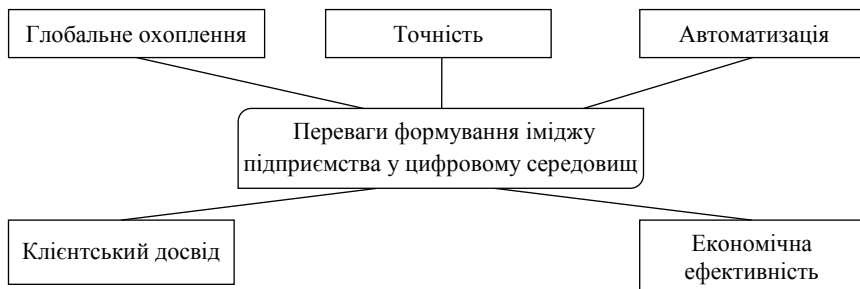 Глобальне охоплення
Точність
Автоматизація
Переваги формування іміджу
підприємства у цифровому середовищ
Клієнтський досвід
Економічна
ефективність